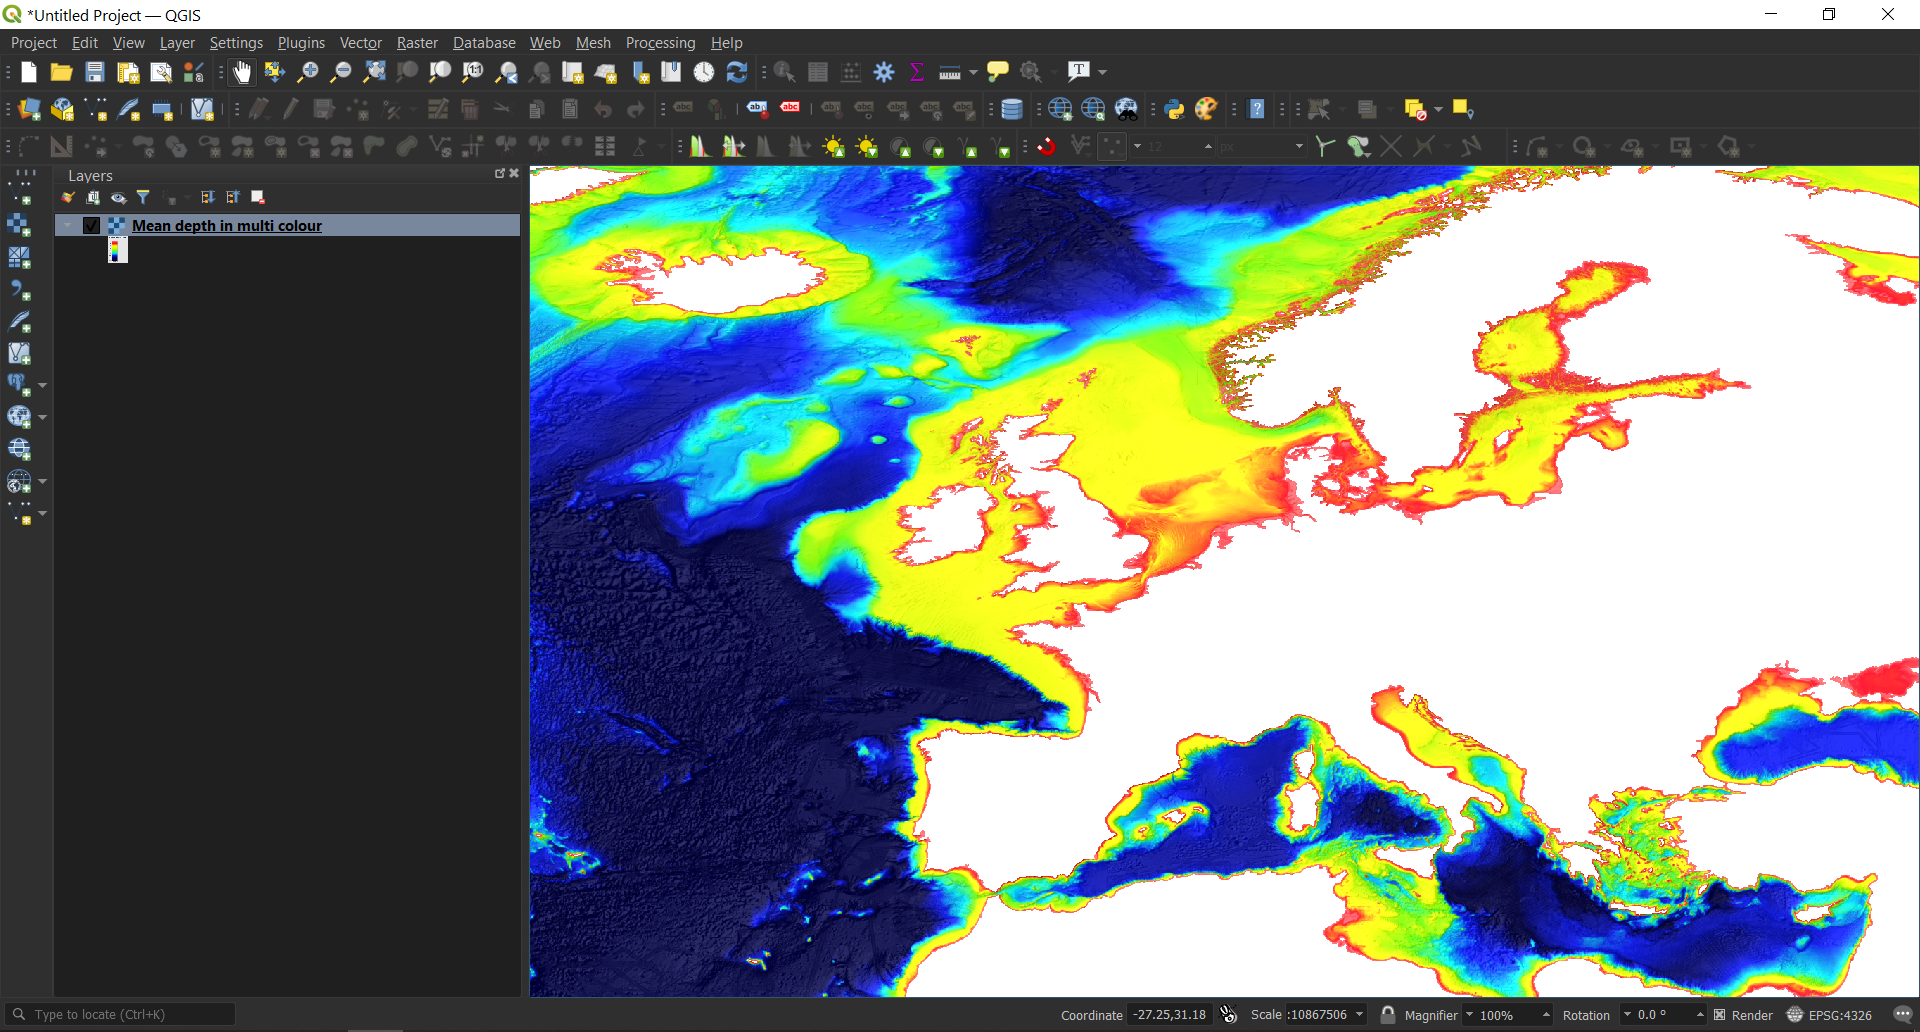 *Untitled Project — QGIS
Project Edit View Layer Settings Plugins Vector Raster Database Web Mesh Processing Help
Layers
Mean depth in multi colour
Type to locate (Ctrl+K)
Coordinate -27.25,31.18 Scale :10867506 Magnifier 100% Rotation 0.0 ° Render EPSG:4326